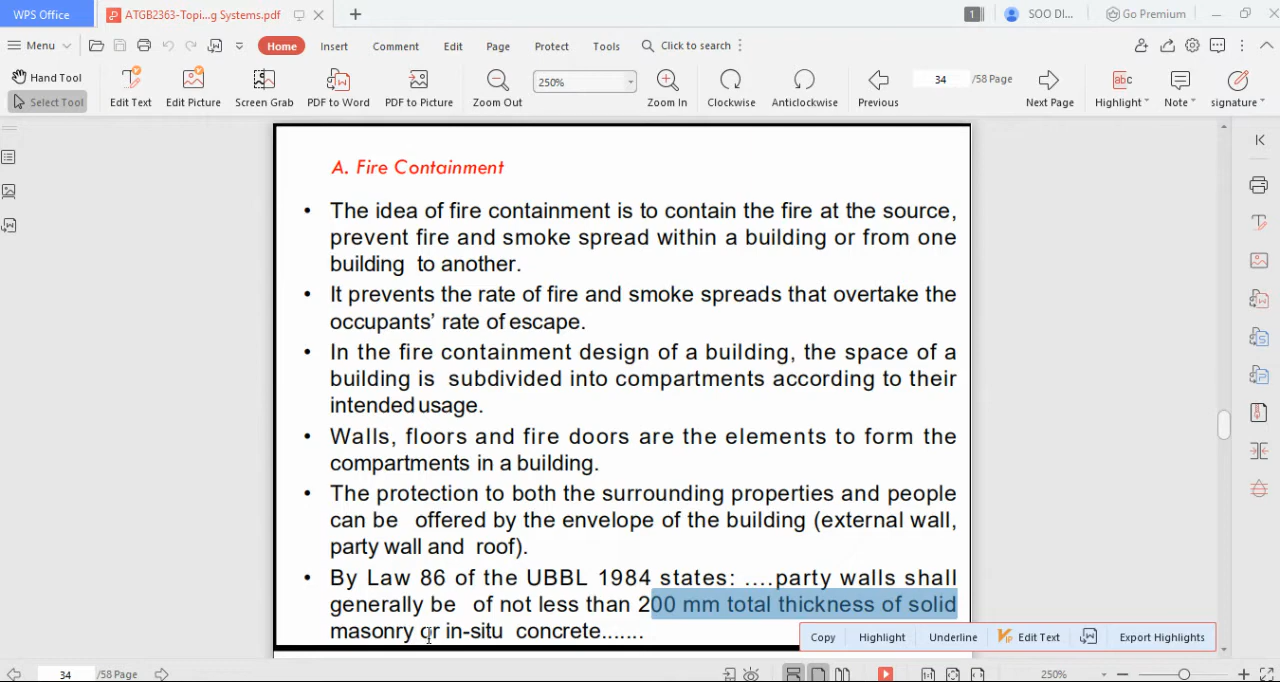 WPS Office
ATGB2363-Topi...g Systems.pdf
1
SOO DI...
Go Premium
Menu
Home
Insert
Comment
Edit
Page
Protect
Tools
Click to search
Hand Tool
Select Tool
Edit Text
Edit Picture
Screen Grab
PDF to Word
PDF to Picture
Zoom Out
250%
Zoom In
Clockwise
Anticlockwise
Previous
34 /58 Page
Next Page
Highlight
Note
signature
A. Fire Containment
• The idea of fire containment is to contain the fire at the source,
prevent fire and smoke spread within a building or from one
building to another.
• It prevents the rate of fire and smoke spreads that overtake the
occupants' rate of escape.
• In the fire containment design of a building, the space of a
building is subdivided into compartments according to their
intended usage.
• Walls, floors and fire doors are the elements to form the
compartments in a building.
• The protection to both the surrounding properties and people
can be offered by the envelope of the building (external wall,
party wall and roof).
• By Law 86 of the UBBL 1984 states: ....party walls shall
generally be of not less than 200 mm total thickness of solid
masonry or in-situ concrete.......
Copy
Highlight
Underline
Edit Text
Export Highlights
34 /58 Page
250%